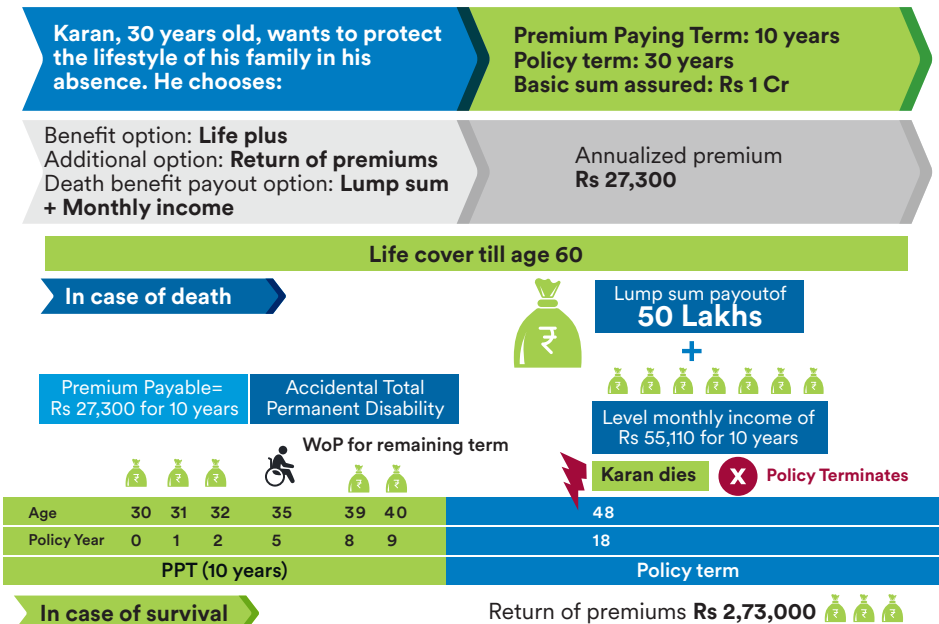 Karan, 30 years old, wants to protect
the lifestyle of his family in his
absence. He chooses:
Premium Paying Term: 10 years
Policy term: 30 years
Basic sum assured: Rs 1 Cr
Benefit option: Life plus
Additional option: Return of premiums
Death benefit payout option: Lump sum
+ Monthly income
Annualized premium
Rs 27,300
Life cover till age 60
In case of death
₹
Lump sum payoutof
50 Lakhs
+
₹ ₹ ₹ ₹ ₹ ₹ ₹
Premium Payable=
Rs 27,300 for 10 years
Accidental Total
Permanent Disability
Level monthly income of
Rs 55,110 for 10 years
WoP for remaining term
₹ ₹ ₹ ₹ ₹
Karan dies X Policy Terminates
Age 30 31 32 35 39 40 48
Policy Year 0 1 2 5 8 9 18
PPT (10 years) Policy term
In case of survival
Return of premiums Rs 2,73,000 ₹ ₹ ₹